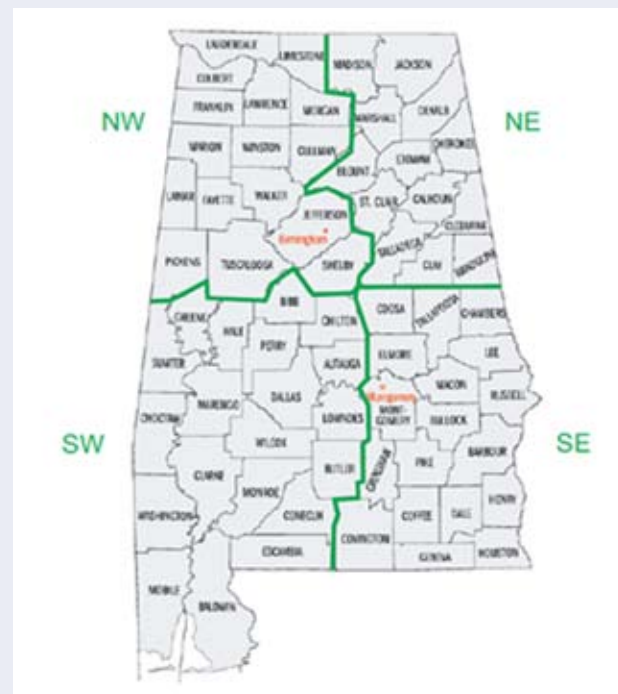 LAUDERDALE
LIMESTONE
MADISON
JACKSON
COLBERT
NW
FRANKLIN
LAWRENCE
MORGAN
MARSHALL
DEKALB
NE
MARION
WINSTON
CULLMAN
ETOWAH
CHEROKEE
BLOUNT
LAMAR
FAYETTE
WALKER
JEFFERSON
ST. CLAIR
CALHOUN
CLEBURNE
PICKENS
TUSCALOOSA
SHELBY
TALLADEGA
CLAY
RANDOLPH
GREENE
HALE
BIBB
CHILTON
COOSA
TALLAPOOSA
CHAMBERS
SUMTER
PERRY
AUTAUGA
ELMORE
LEE
MACON
RUSSELL
CHOCTAW
MARENGO
DALLAS
LOWNDES
MONT-
GOMERY
BULLOCK
SW
SE
WILCOX
BUTLER
CRENSHAW
PIKE
BARBOUR
CLARKE
MONROE
CONECUH
COFFEE
DALE
HENRY
WASHINGTON
ESCAMBIA
COVINGTON
GENEVA
HOUSTON
MOBILE
BALDWIN